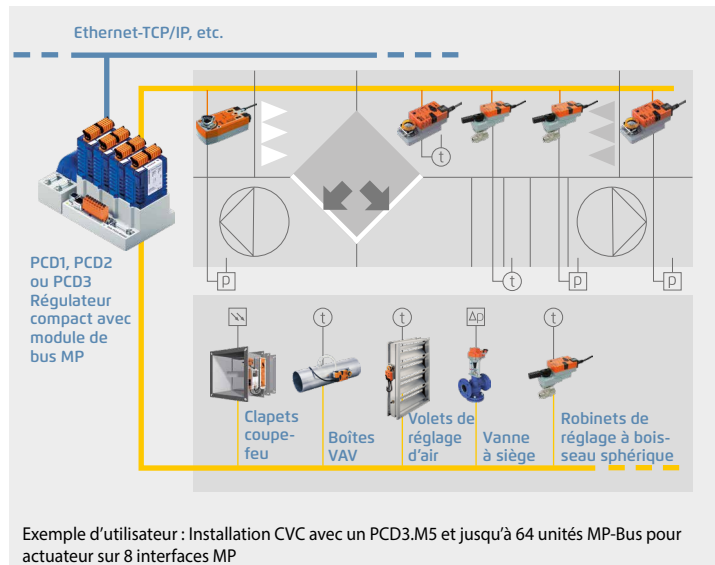 Ethernet-TCP/IP, etc.
t
p
t
p
p
PCD1, PCD2
ou PCD3
Régulateur
compact avec
module de
bus MP
t
t
Δp
t
Clapets
coupe-
feu
Boîtes
VAV
Volets de
réglage
d'air
Vanne
à siège
Robinets de
réglage à bois-
seau sphérique
Exemple d'utilisateur : Installation CVC avec un PCD3.M5 et jusqu'à 64 unités MP-Bus pour
actuateur sur 8 interfaces MP